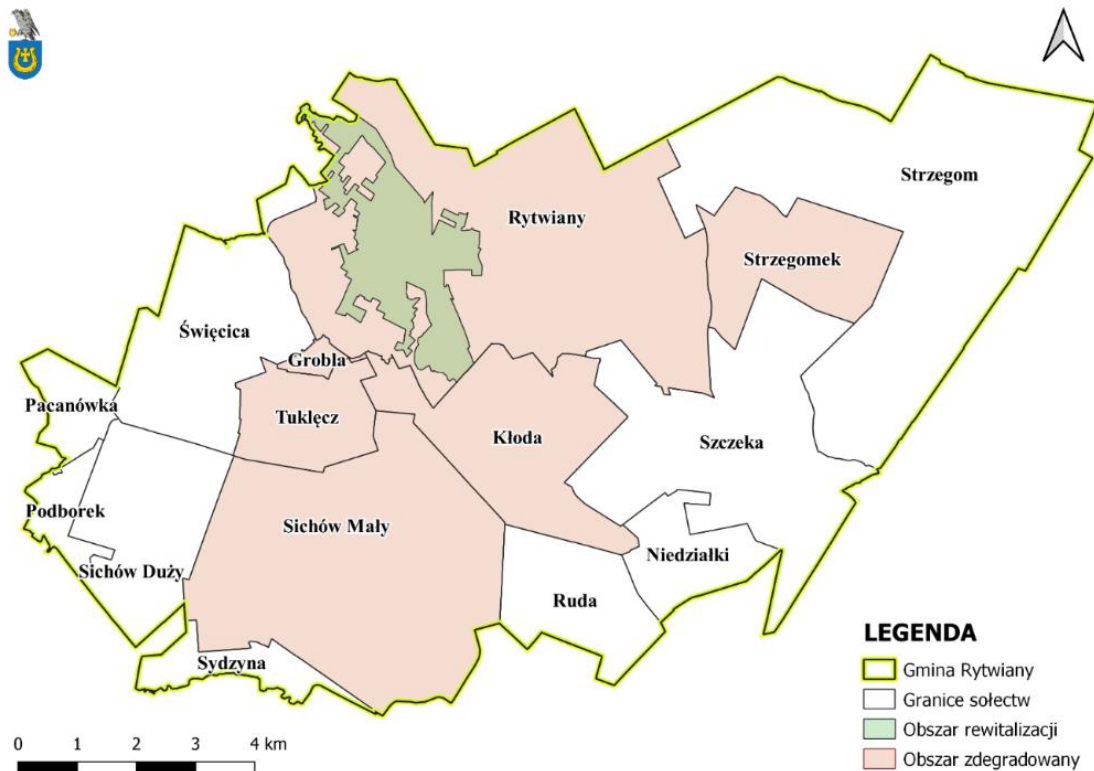 Strzegom
Rytwiany
Strzegomek
Święcica
Grobla
Pacanówka
Tuklęcz
Kłoda
Szczeka
Podborek
Sichów Mały
Niedziałki
Sichów Duży
Ruda
Sydzyna
LEGENDA
Gmina Rytwiany
Granice sołectw
Obszar rewitalizacji
Obszar zdegradowany
0 1 2 3 4 km